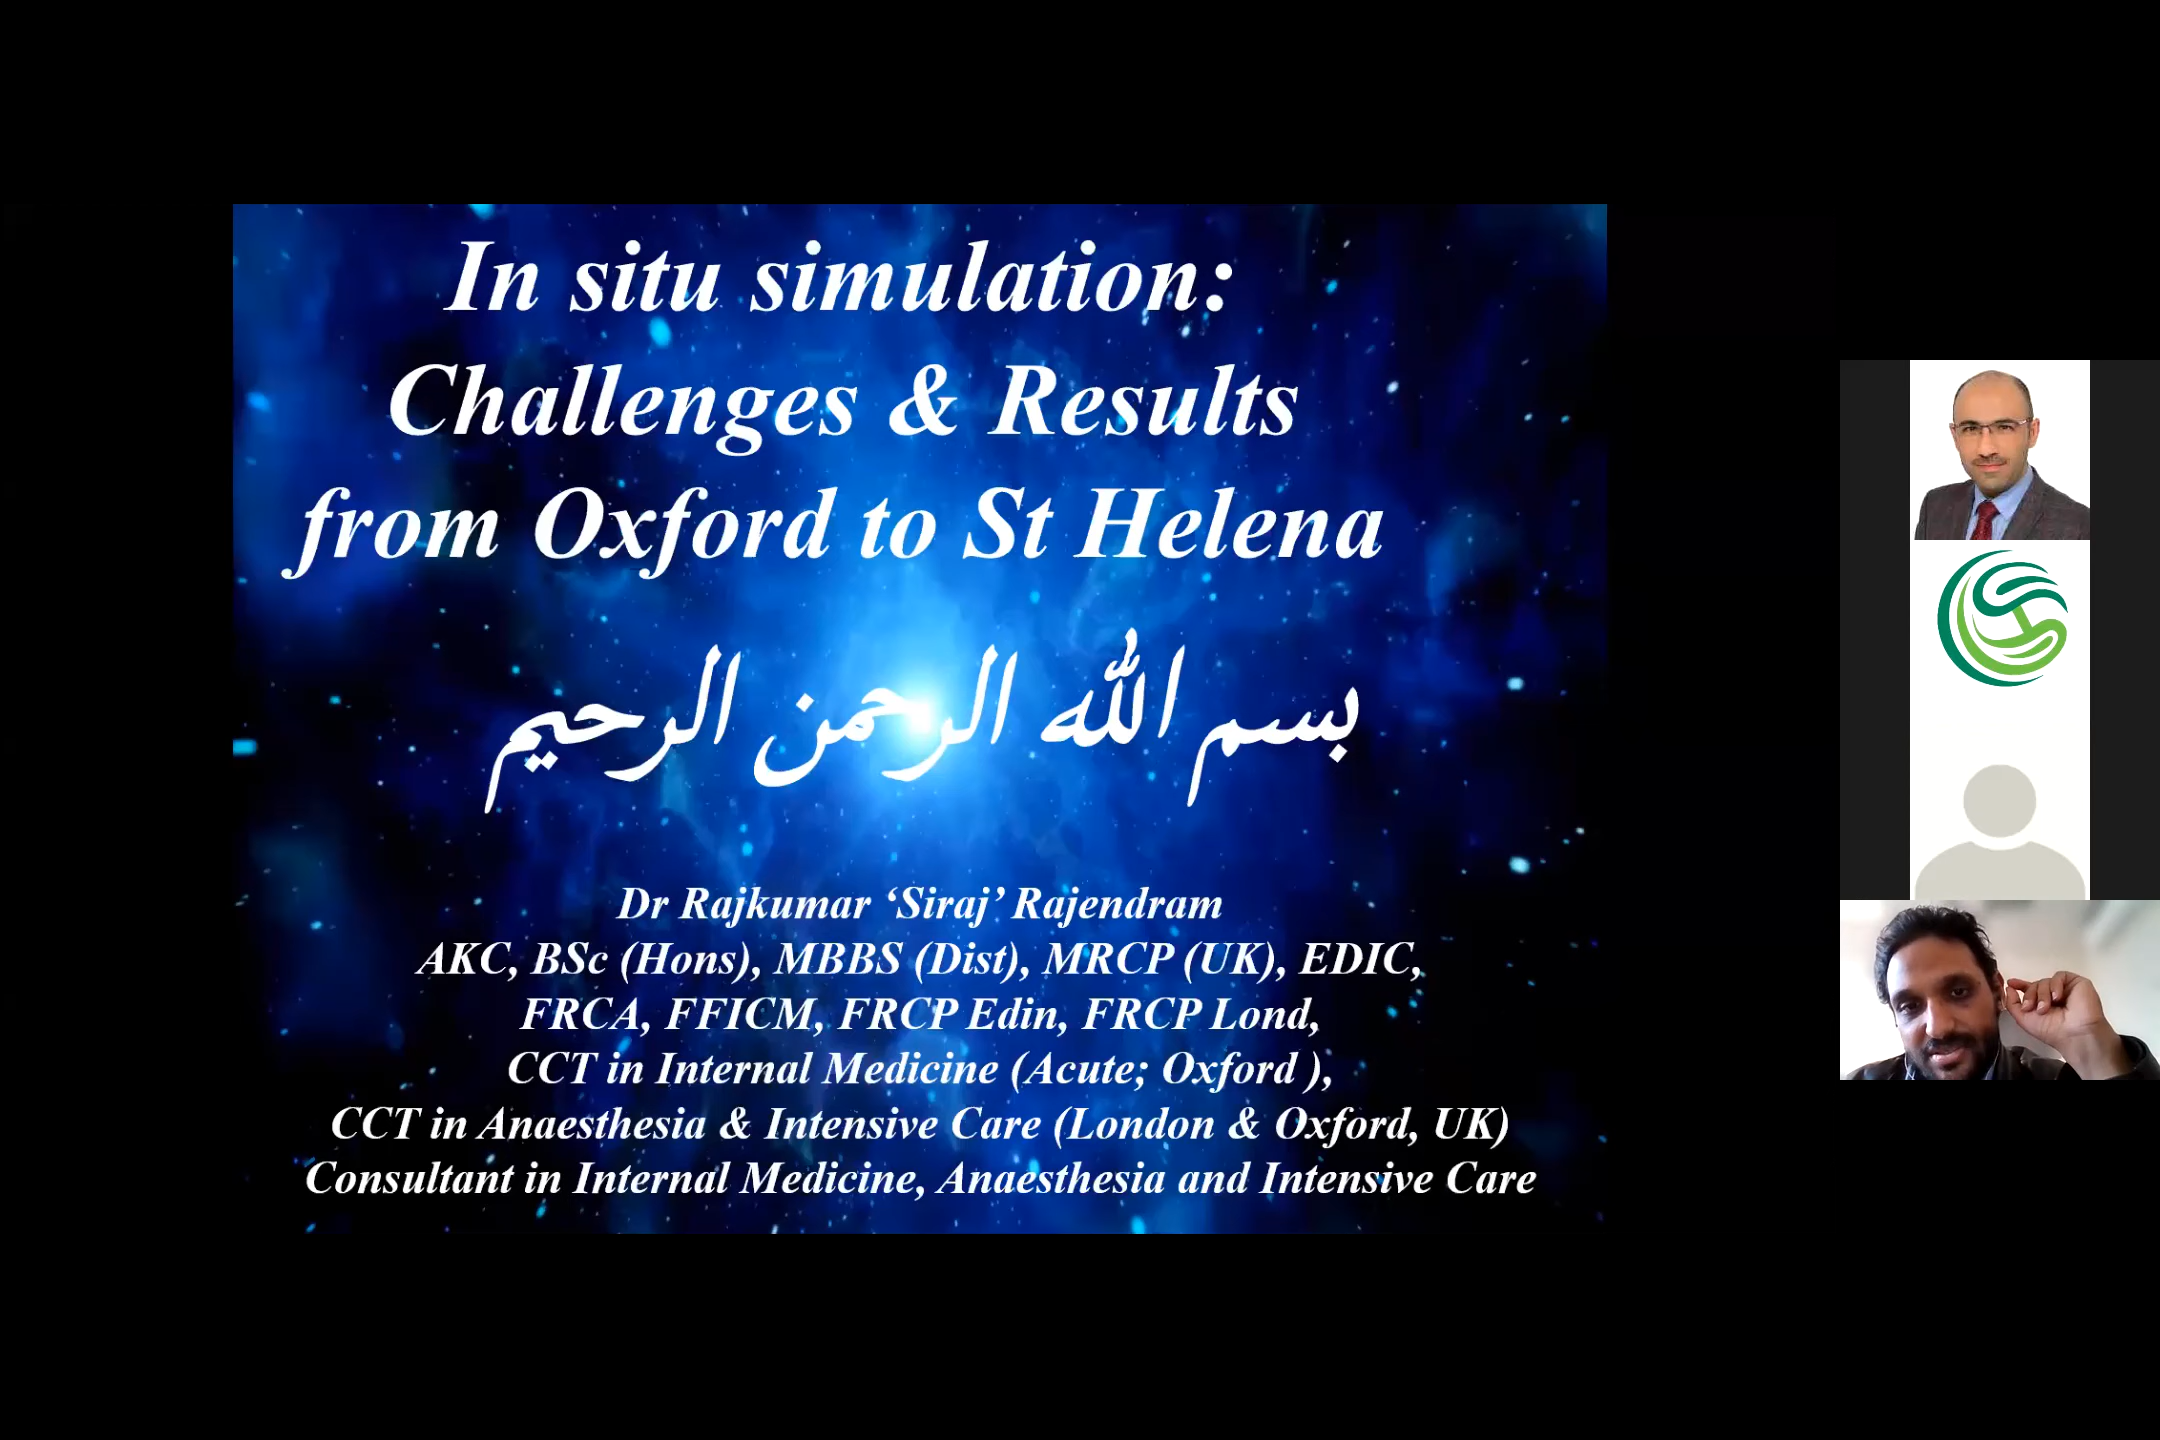 In situ simulation:
Challenges & Results
from Oxford to St Helena
بسم الله الرحمن الرحيم
Dr Rajkumar ‘Siraj’ Rajendram
AKC, BSc (Hons), MBBS (Dist), MRCP (UK), EDIC,
FRCA, FFICM, FRCP Edin, FRCP Lond,
CCT in Internal Medicine (Acute; Oxford ),
CCT in Anaesthesia & Intensive Care (London & Oxford, UK)
Consultant in Internal Medicine, Anaesthesia and Intensive Care